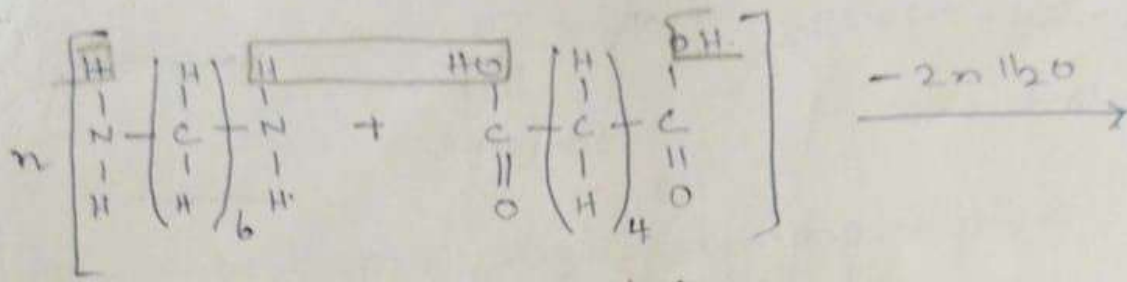 H H H HO OH
n N – ( C )6 – N + C – ( C )4 – C – 2n H2O
H H H O H O